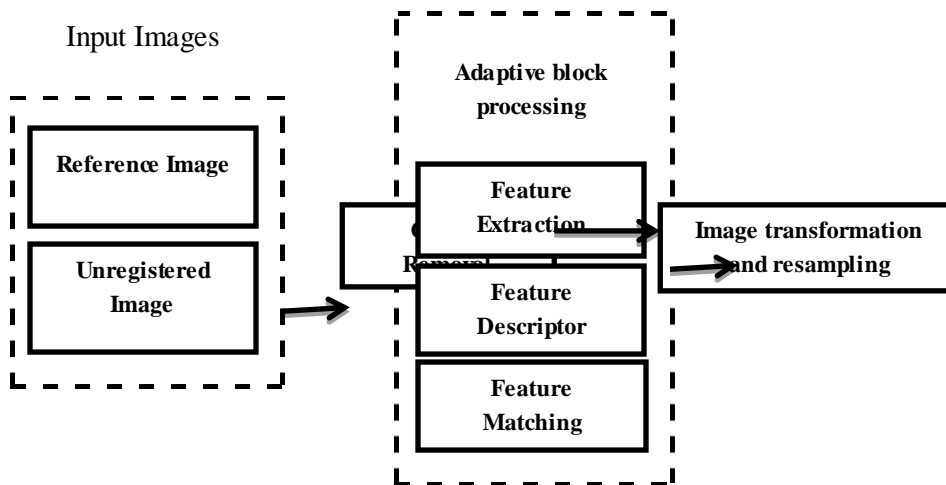 Input Images
Reference Image
Unregistered
Image
Removal
Adaptive block
processing
Feature
Extraction
Feature
Descriptor
Feature
Matching
Image transformation
and resampling